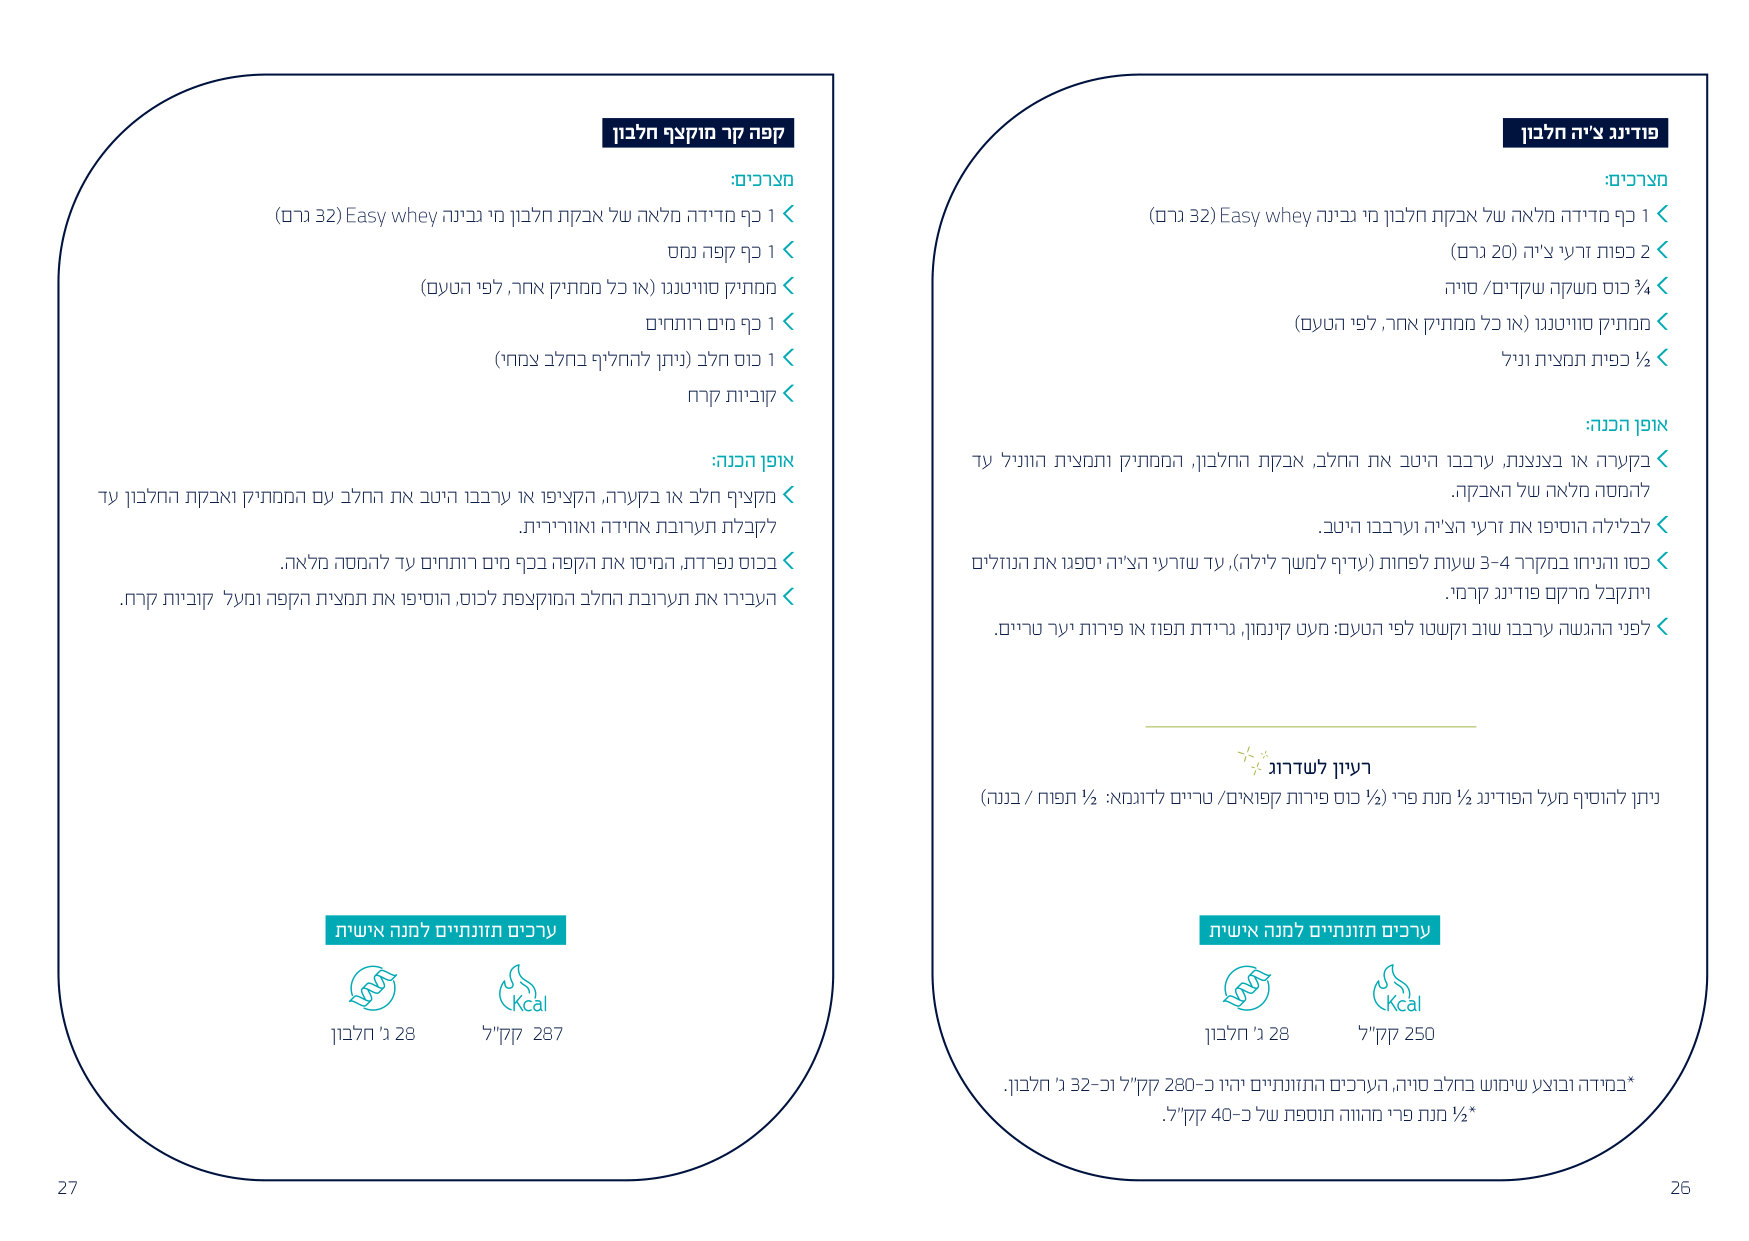 פודינג צ'יה חלבון
מצרכים:
1 כף מדידה מלאה של אבקת חלבון מי גבינה Easy whey (32 גרם)
2 כפות זרעי צ'יה (20 גרם)
¾ כוס משקה שקדים/ סויה
ממתיק סוויטנגו (או כל ממתיק אחר, לפי הטעם)
½ כפית תמצית וניל
אופן הכנה:
בקערה או בצנצנת, ערבבו היטב את החלב, אבקת החלבון, הממתיק ותמצית הווניל עד
להמסה מלאה של האבקה.
לבלילה הוסיפו את זרעי הצ'יה וערבבו היטב.
כסו והניחו במקרר 3-4 שעות לפחות (עדיף למשך לילה), עד שזרעי הצ'יה יספגו את הנוזלים
ויתקבל מרקם פודינג קרמי.
לפני ההגשה ערבבו שוב וקשטו לפי הטעם: מעט קינמון, גרידת תפוז או פירות יער טריים.
רעיון לשדרוג
ניתן להוסיף מעל הפודינג ½ מנת פרי (½ כוס פירות קפואים/ טריים לדוגמא: ½ תפוח / בננה)
ערכים תזונתיים למנה אישית
Kcal
250 קק"ל
28 ג' חלבון
*במידה ובוצע שימוש בחלב סויה, הערכים התזונתיים יהיו כ-280 קק"ל וכ-32 ג' חלבון.
*½ מנת פרי מהווה תוספת של כ-40 קק"ל.
26
קפה קר מוקצף חלבון
מצרכים:
1 כף מדידה מלאה של אבקת חלבון מי גבינה Easy whey (32 גרם)
1 כף קפה נמס
ממתיק סוויטנגו (או כל ממתיק אחר, לפי הטעם)
1 כף מים רותחים
1 כוס חלב (ניתן להחליף בחלב צמחי)
קוביות קרח
אופן הכנה:
מקציף חלב או בקערה, הקציפו או ערבבו היטב את החלב עם הממתיק ואבקת החלבון עד
לקבלת תערובת אחידה ואוורירית.
בכוס נפרדת, המיסו את הקפה בכף מים רותחים עד להמסה מלאה.
העבירו את תערובת החלב המוקצפת לכוס, הוסיפו את תמצית הקפה ומעל קוביות קרח.
ערכים תזונתיים למנה אישית
Kcal
287 קק"ל
28 ג' חלבון
27